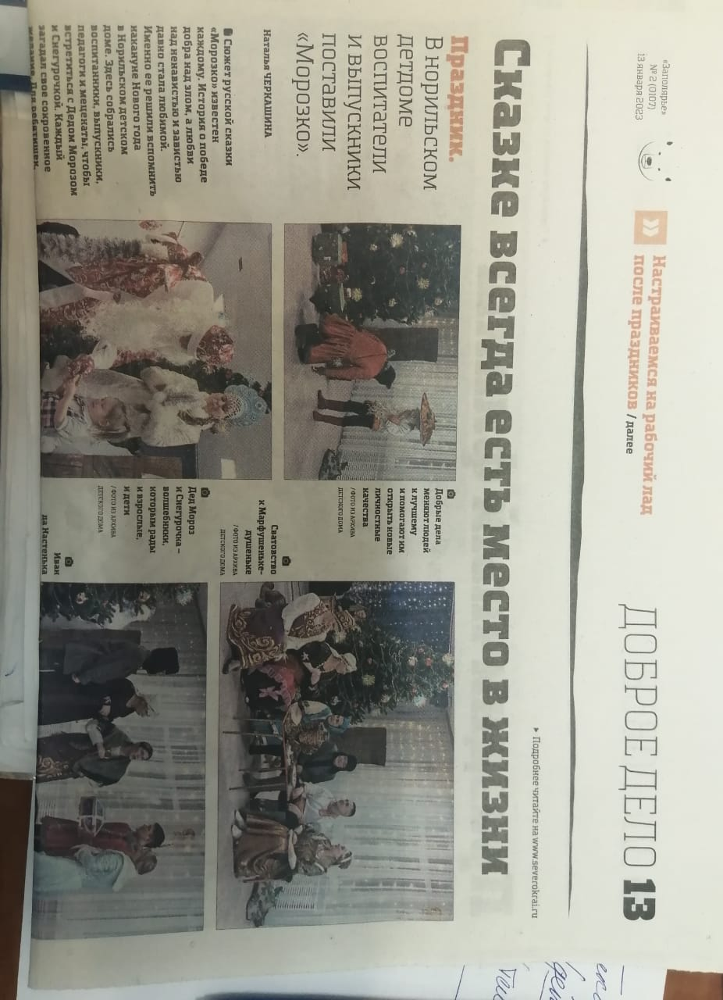 «Заполярье»
№ 2 (0107)
13 января 2023
Настраиваемся на рабочий лад
после праздников / далее
ДОБРОЕ ДЕЛО 13
▸ Подробнее читайте на www.severokrai.ru
Сказке всегда есть место в жизни
Праздник.
В норильском
детдоме
воспитатели
и выпускники
поставили
«Морозко».
Наталья ЧЕРКАШИНА
Сюжет русской сказки
«Морозко» известен
каждому. История о победе
добра над злом, а любви
над ненавистью и завистью
давно стала любимой.
Именно ее решили вспомнить
накануне Нового года
в Норильском детском
доме. Здесь собрались
воспитанники, выпускники,
педагоги и меценаты, чтобы
встретиться с Дедом Морозом
и Снегурочкой. Каждый
загадал свое сокровенное
желание. Для ребятишек,
Добрые дела
меняют людей
к лучшему
и помогают им
открыть новые
личностные
качества
/ ФОТО ИЗ АРХИВА
ДЕТСКОГО ДОМА
Сватовство
к Марфушеньке-
душеньке
/ ФОТО ИЗ АРХИВА
ДЕТСКОГО ДОМА
Дед Мороз
и Снегурочка –
волшебники,
которым рады
и взрослые,
и дети
/ ФОТО ИЗ АРХИВА
ДЕТСКОГО ДОМА
Иван
да Настенька